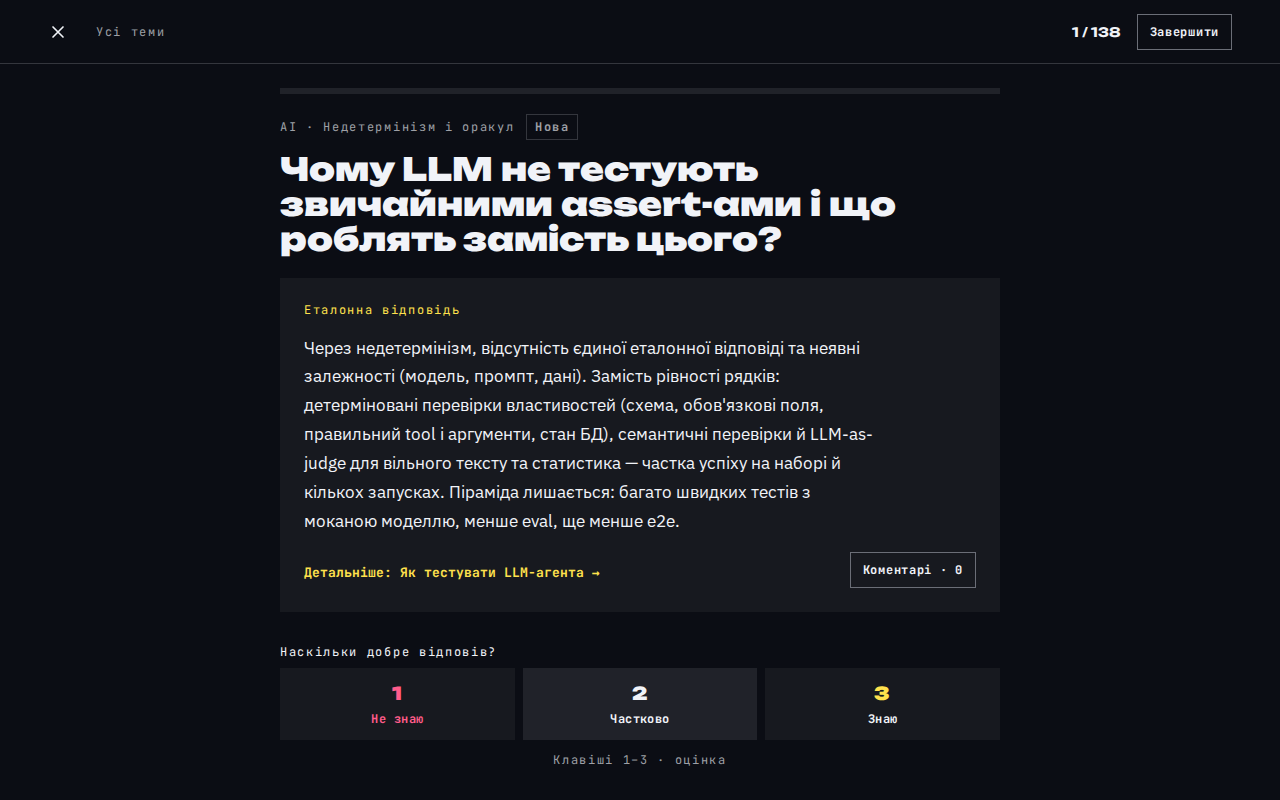 Усі теми
1/138
Завершити
AI · Недетермінізм і оракул
Нова
Чому LLM не тестують
звичайними assert-ами і що
роблять замість цього?
Еталонна відповідь
Через недетермінізм, відсутність єдиної еталонної відповіді та неявні
залежності (модель, промпт, дані). Замість рівності рядків:
детерміновані перевірки властивостей (схема, обов'язкові поля,
правильний tool і аргументи, стан БД), семантичні перевірки й LLM-as-
judge для вільного тексту та статистика — частка успіху на наборі й
кількох запусках. Піраміда лишається: багато швидких тестів з
моканою моделлю, менше eval, ще менше e2e.
Детальніше: Як тестувати LLM-агента →
Коментарі · 0
Наскільки добре відповів?
1
Не знаю
2
Частково
3
Знаю
Клавіші 1–3 · оцінка